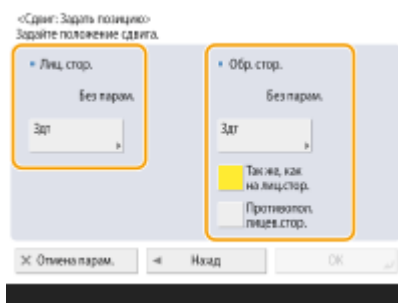 <Сдвиг: Задать позицию>
Задайте положение сдвига.
Лиц. стор.
Без парам.
Здт
Обр. стор.
Без парам.
Здт
Так же, как
на лиц.стор.
Противопол.
лицев.стор.
Отмена парам.
Назад
OK